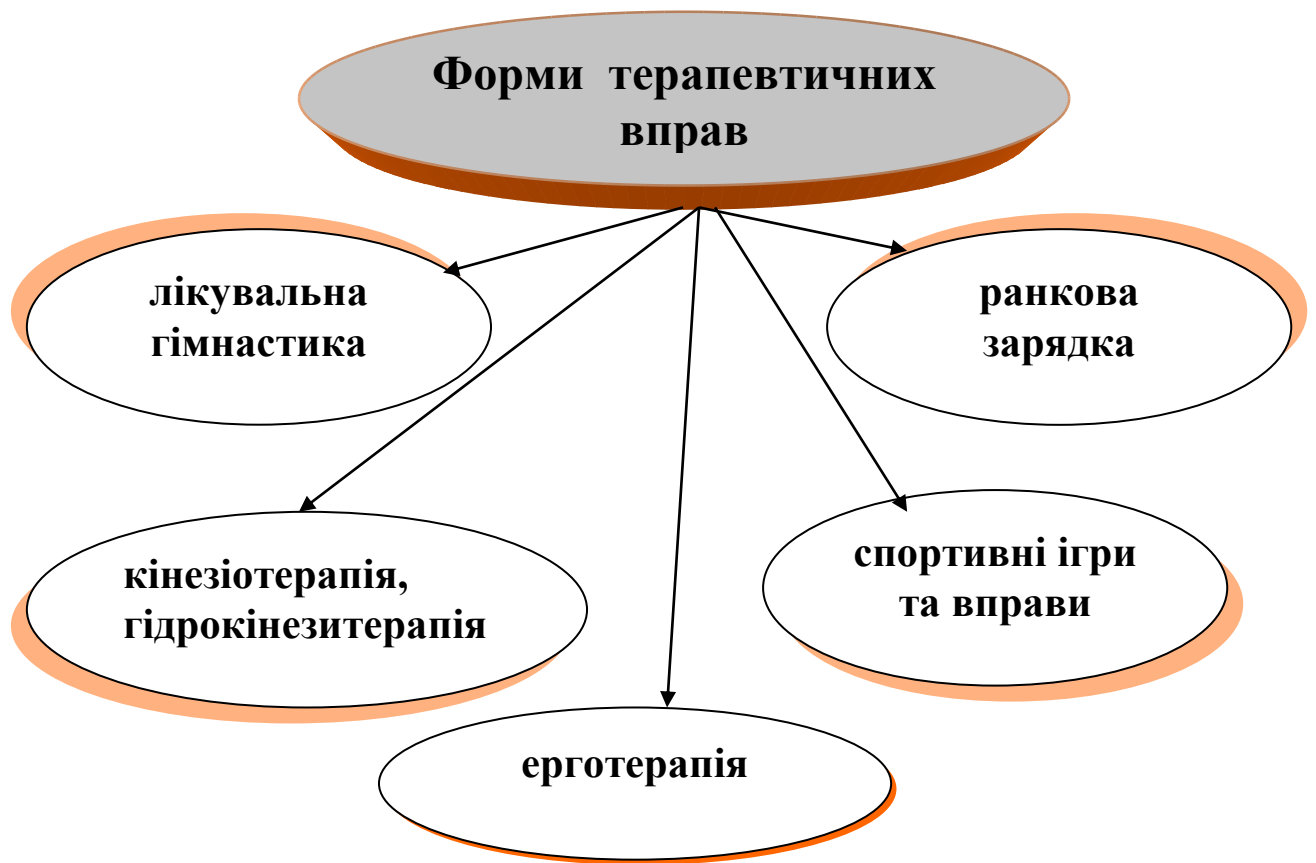 Форми терапевтичних
вправ
лікувальна
гімнастика
ранкова
зарядка
кінезіотерапія,
гідрокінезитерапія
спортивні ігри
та вправи
ерготерапія